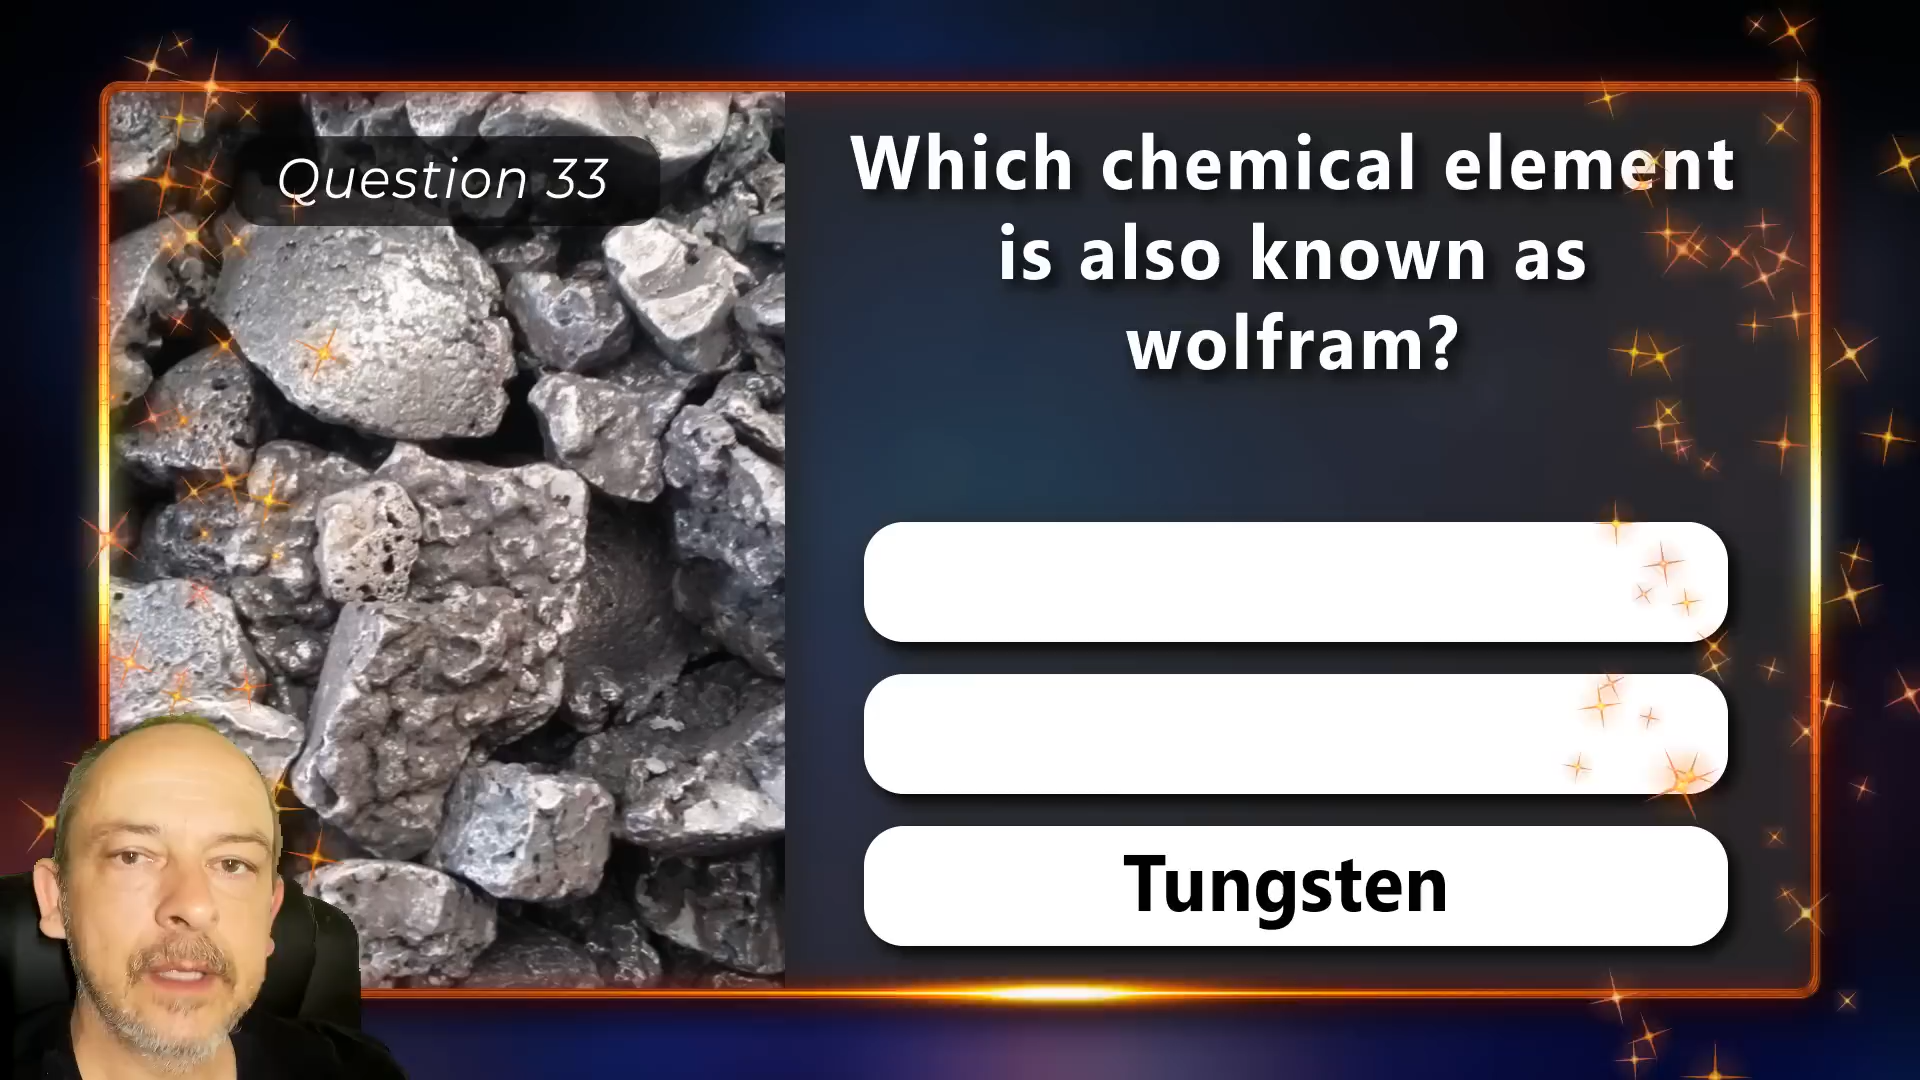 Question 33
Which chemical element
is also known as
wolfram?
Tungsten